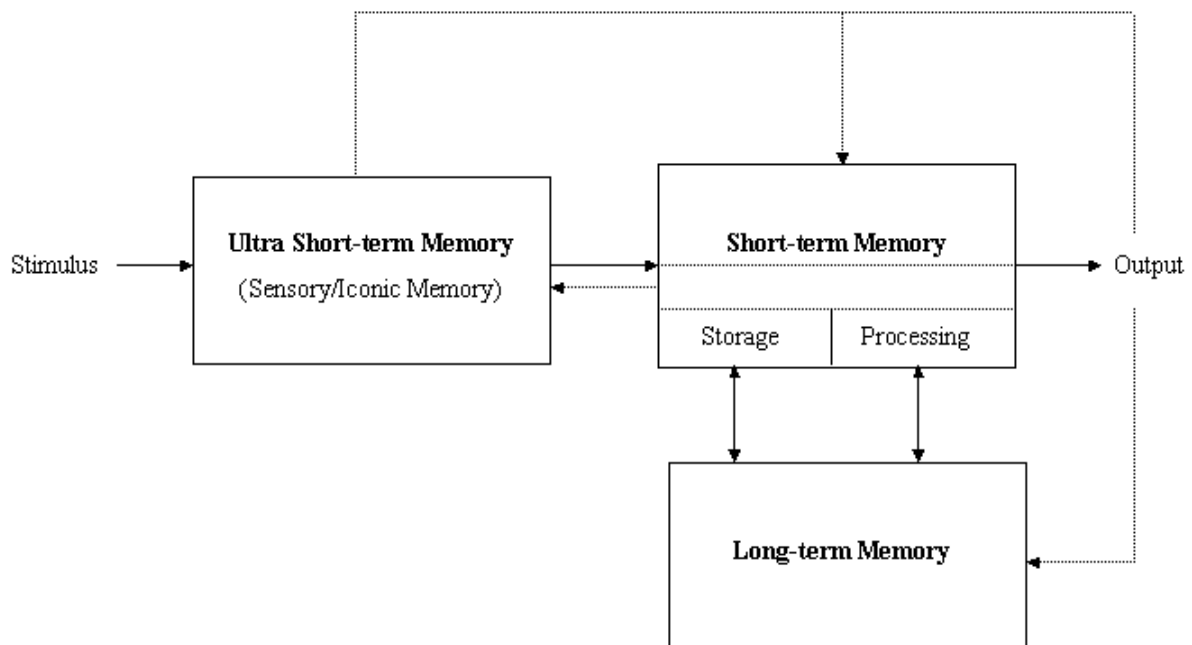 Ultra Short-term Memory
Short-term Memory
Stimulus
Output
(Sensory/Iconic Memory)
Storage
Processing
Long-term Memory